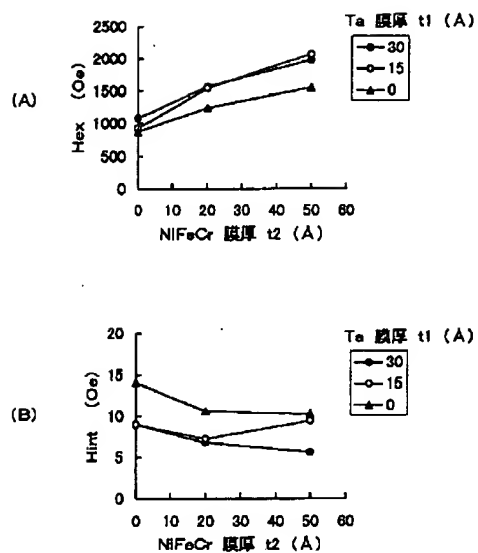 Ta 膜厚 t1 (Å)
30
15
0
(A)
Hex (Oe)
2500
2000
1500
1000
500
0
0 10 20 30 40 50 60
NiFeCr 膜厚 t2 (Å)
Ta 膜厚 t1 (Å)
30
15
0
(B)
Hint (Oe)
20
15
10
5
0
0 10 20 30 40 50 60
NiFeCr 膜厚 t2 (Å)